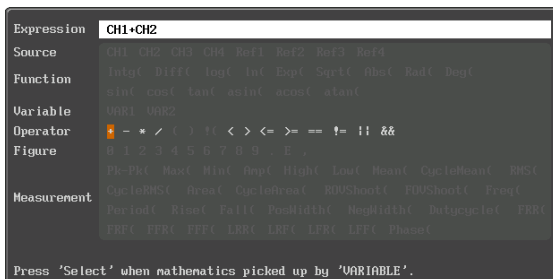 Expression CH1+CH2
Source CH1 CH2 CH3 CH4 Ref1 Ref2 Ref3 Ref4
Function Intg( Diff( log( ln( Exp( Sqrt( Abs( Rad( Deg(
sin( cos( tan( asin( acos( atan(
Variable VAR1 VAR2
Operator + - * / ( ) !( < > <= >= == != || &&
Figure 0 1 2 3 4 5 6 7 8 9 . E ,
Pk-Pk( Max( Min( Amp( High( Low( Mean( CycleMean( RMS(
Measurement CycleRMS( Area( CycleArea( ROVShoot( FOVShoot( Freq(
Period( Rise( Fall( PosWidth( NegWidth( Dutycycle( FRR(
FRF( FFR( FFF( LRR( LRF( LFR( LFF( Phase(
Press 'Select' when mathematics picked up by 'VARIABLE'.